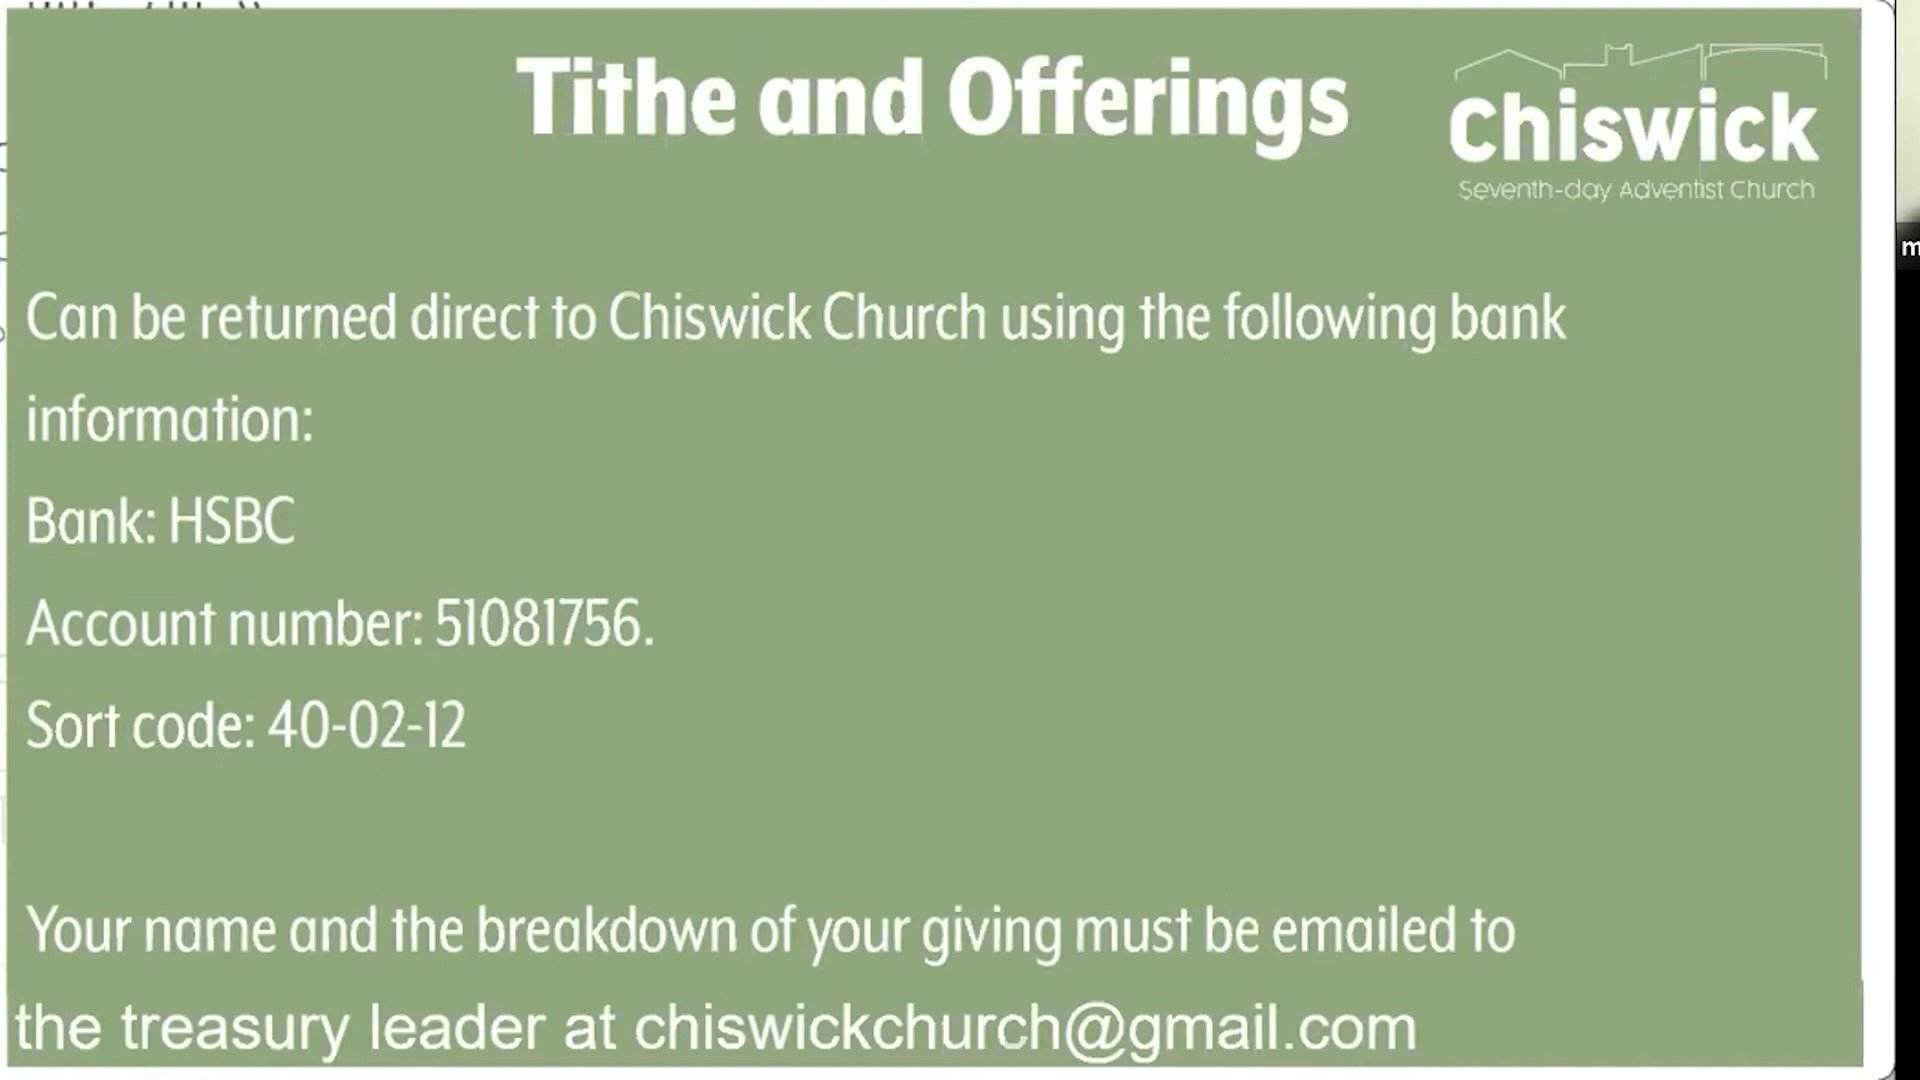 Tithe and Offerings
Chiswick
Seventh-day Adventist Church
Can be returned direct to Chiswick Church using the following bank
information:
Bank: HSBC
Account number: 51081756.
Sort code: 40-02-12
Your name and the breakdown of your giving must be emailed to
the treasury leader at chiswickchurch@gmail.com